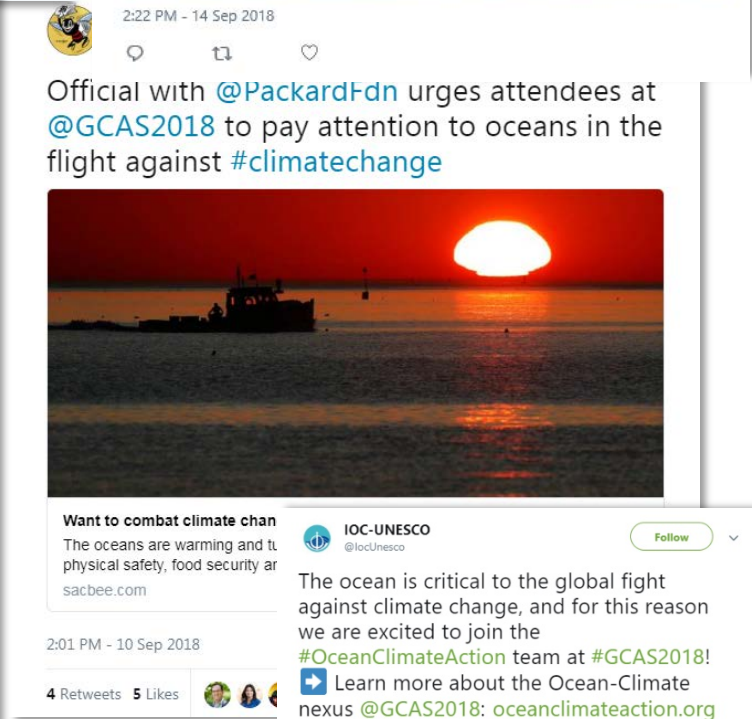 2:22 PM - 14 Sep 2018
Official with @PackardFdn urges attendees at
@GCAS2018 to pay attention to oceans in the
flight against #climatechange
Want to combat climate chan
The oceans are warming and tu
physical safety, food security ar
sacbee.com
2:01 PM - 10 Sep 2018
4 Retweets 5 Likes
IOC-UNESCO
@IocUnesco
Follow
The ocean is critical to the global fight
against climate change, and for this reason
we are excited to join the
#OceanClimateAction team at #GCAS2018!
➡ Learn more about the Ocean-Climate
nexus @GCAS2018: oceanclimateaction.org